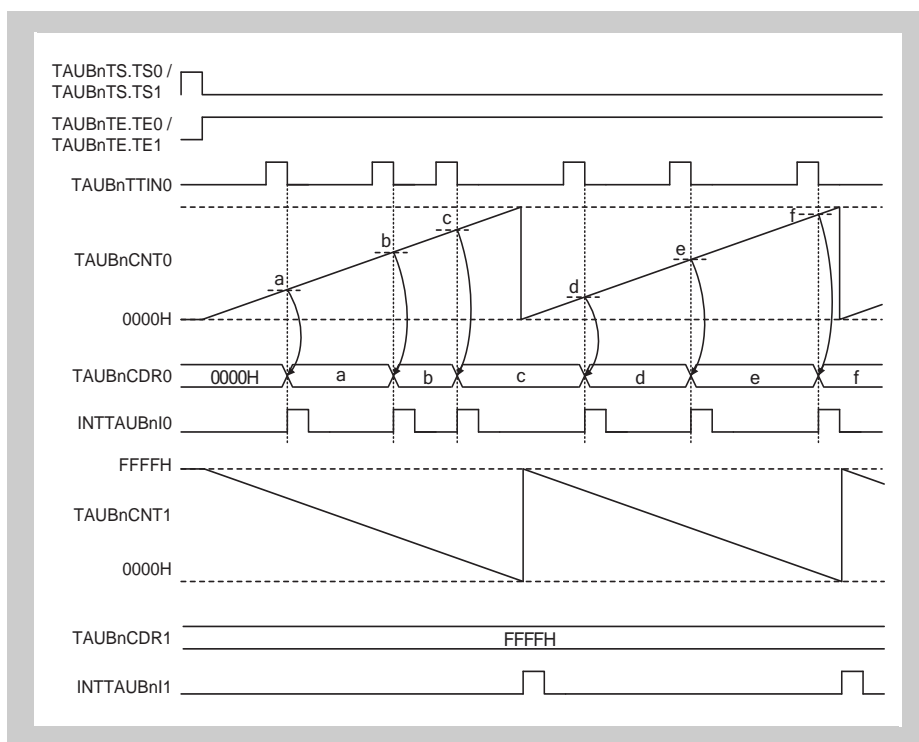 TAUBnTS.TS0 /
TAUBnTS.TS1
TAUBnTE.TE0 /
TAUBnTE.TE1
TAUBnTTIN0
TAUBnCNT0
a
b
c
d
e
f
0000H
TAUBnCDR0
0000H a b c d e f
INTTAUBnI0
FFFFH
TAUBnCNT1
0000H
TAUBnCDR1
FFFFH
INTTAUBnI1